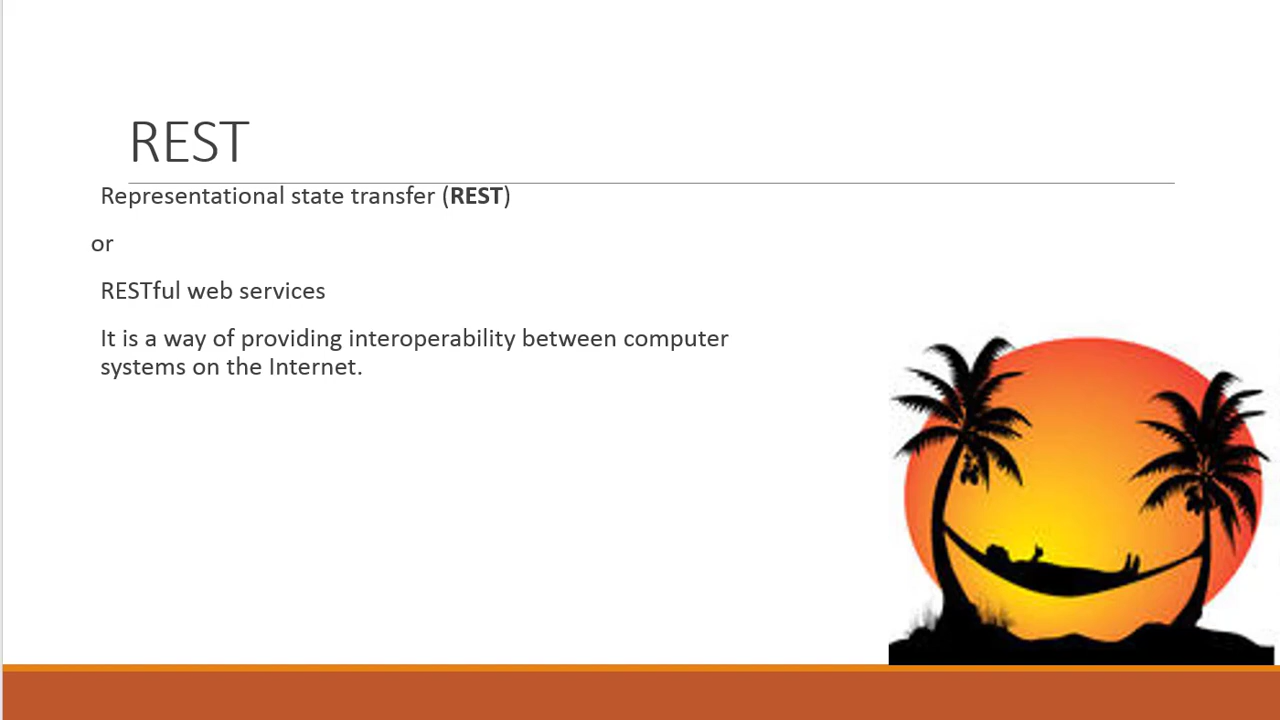 REST
Representational state transfer (REST)
or
RESTful web services
It is a way of providing interoperability between computer
systems on the Internet.